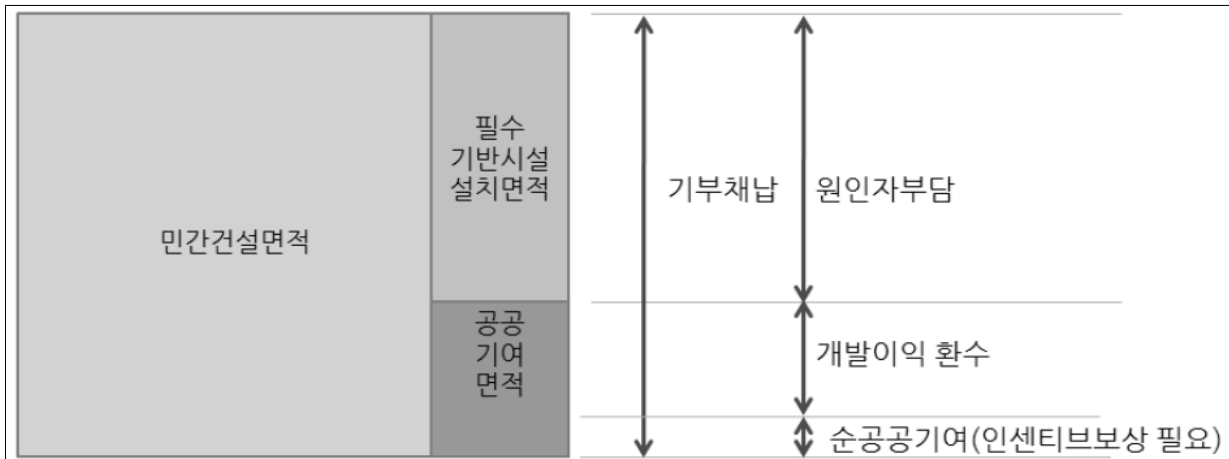 민간건설면적
필수
기반시설
설치면적
공공
기여
면적
기부채납
원인자부담
개발이익 환수
순공공기여(인센티브보상 필요)